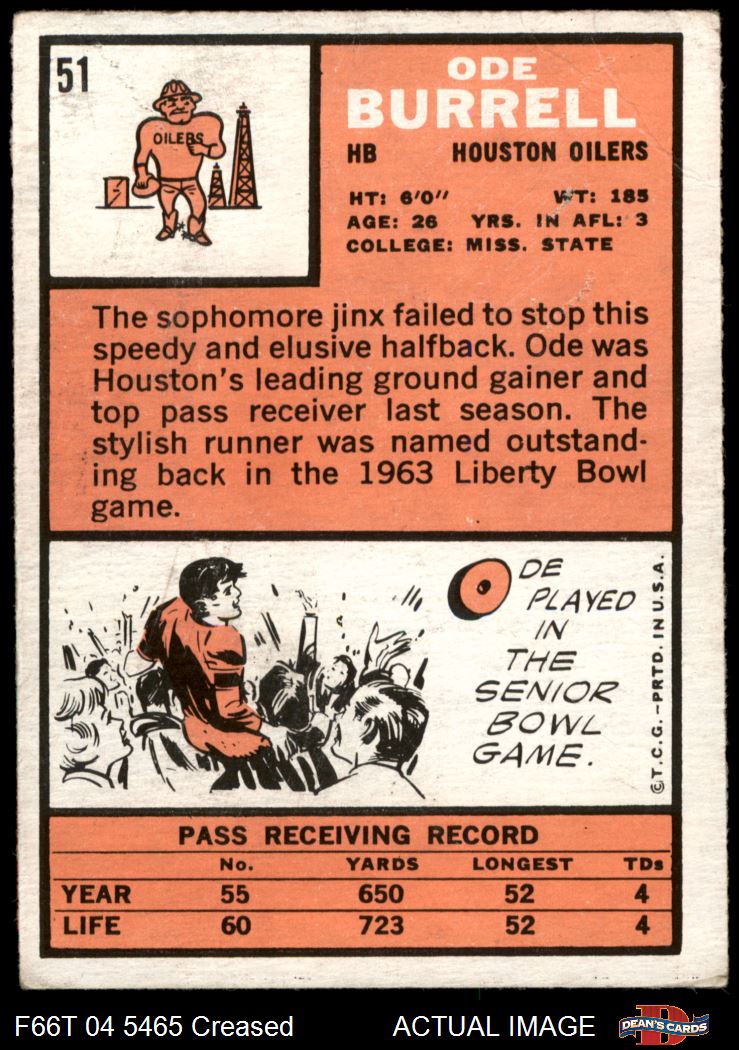 51
OILERS
ODE
BURRELL
HB HOUSTON OILERS
HT: 6'0" WT: 185
AGE: 26 YRS. IN AFL: 3
COLLEGE: MISS. STATE
The sophomore jinx failed to stop this
speedy and elusive halfback. Ode was
Houston's leading ground gainer and
top pass receiver last season. The
stylish runner was named outstand-
ing back in the 1963 Liberty Bowl
game.
ODE
PLAYED
IN
THE
SENIOR
BOWL
GAME.
©T.C.G.—PRTD. IN U.S.A.
PASS RECEIVING RECORD
No. YARDS LONGEST TDs
YEAR 55 650 52 4
LIFE 60 723 52 4
F66T 04 5465 Creased ACTUAL IMAGE
D
DEAN'S CARDS